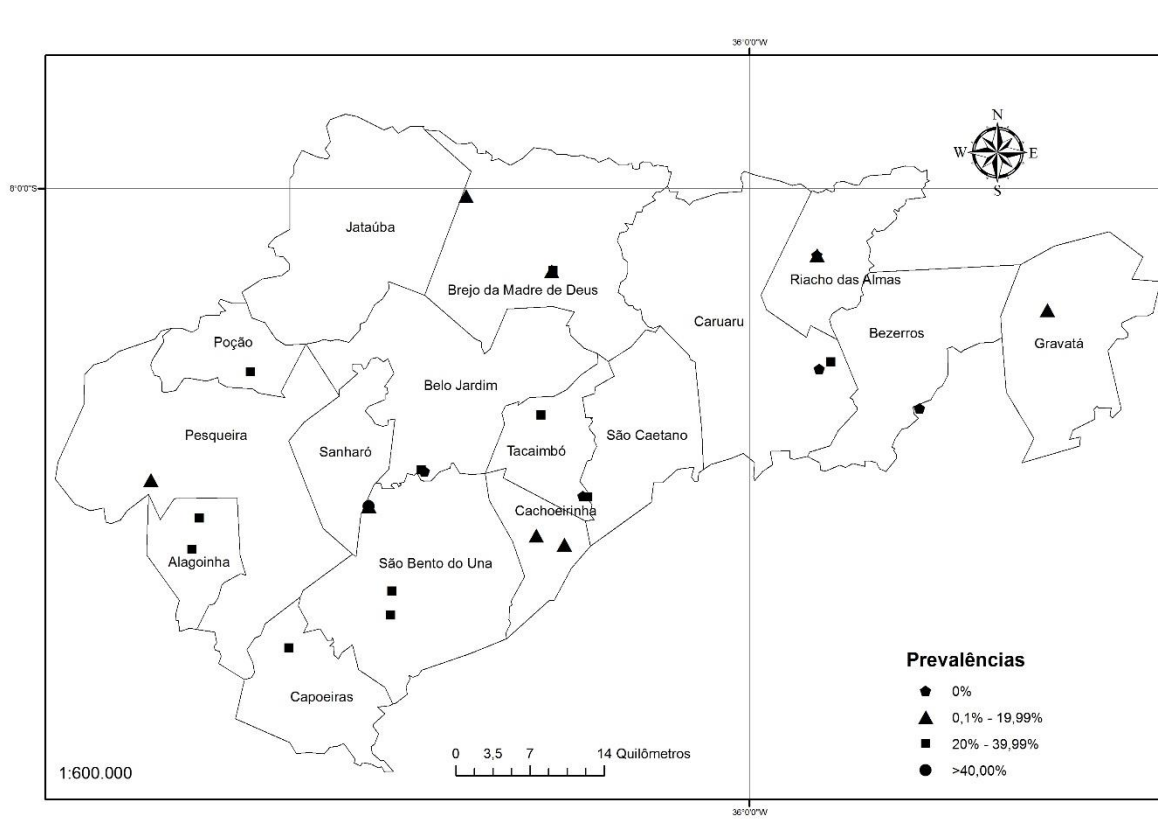 36°0'0"W
N
W
E
S
8°0'0"S
Jataúba
Riacho das Almas
Brejo da Madre de Deus
Caruaru
Bezerros
Poção
Gravatá
Belo Jardim
Pesqueira
São Caetano
Sanharó
Tacaimbó
Cachoeirinha
Alagoinha
São Bento do Una
Capoeiras
Prevalências
0%
0,1% - 19,99%
20% - 39,99%
>40,00%
0 3,5 7 14 Quilômetros
1:600.000
36°0'0"W